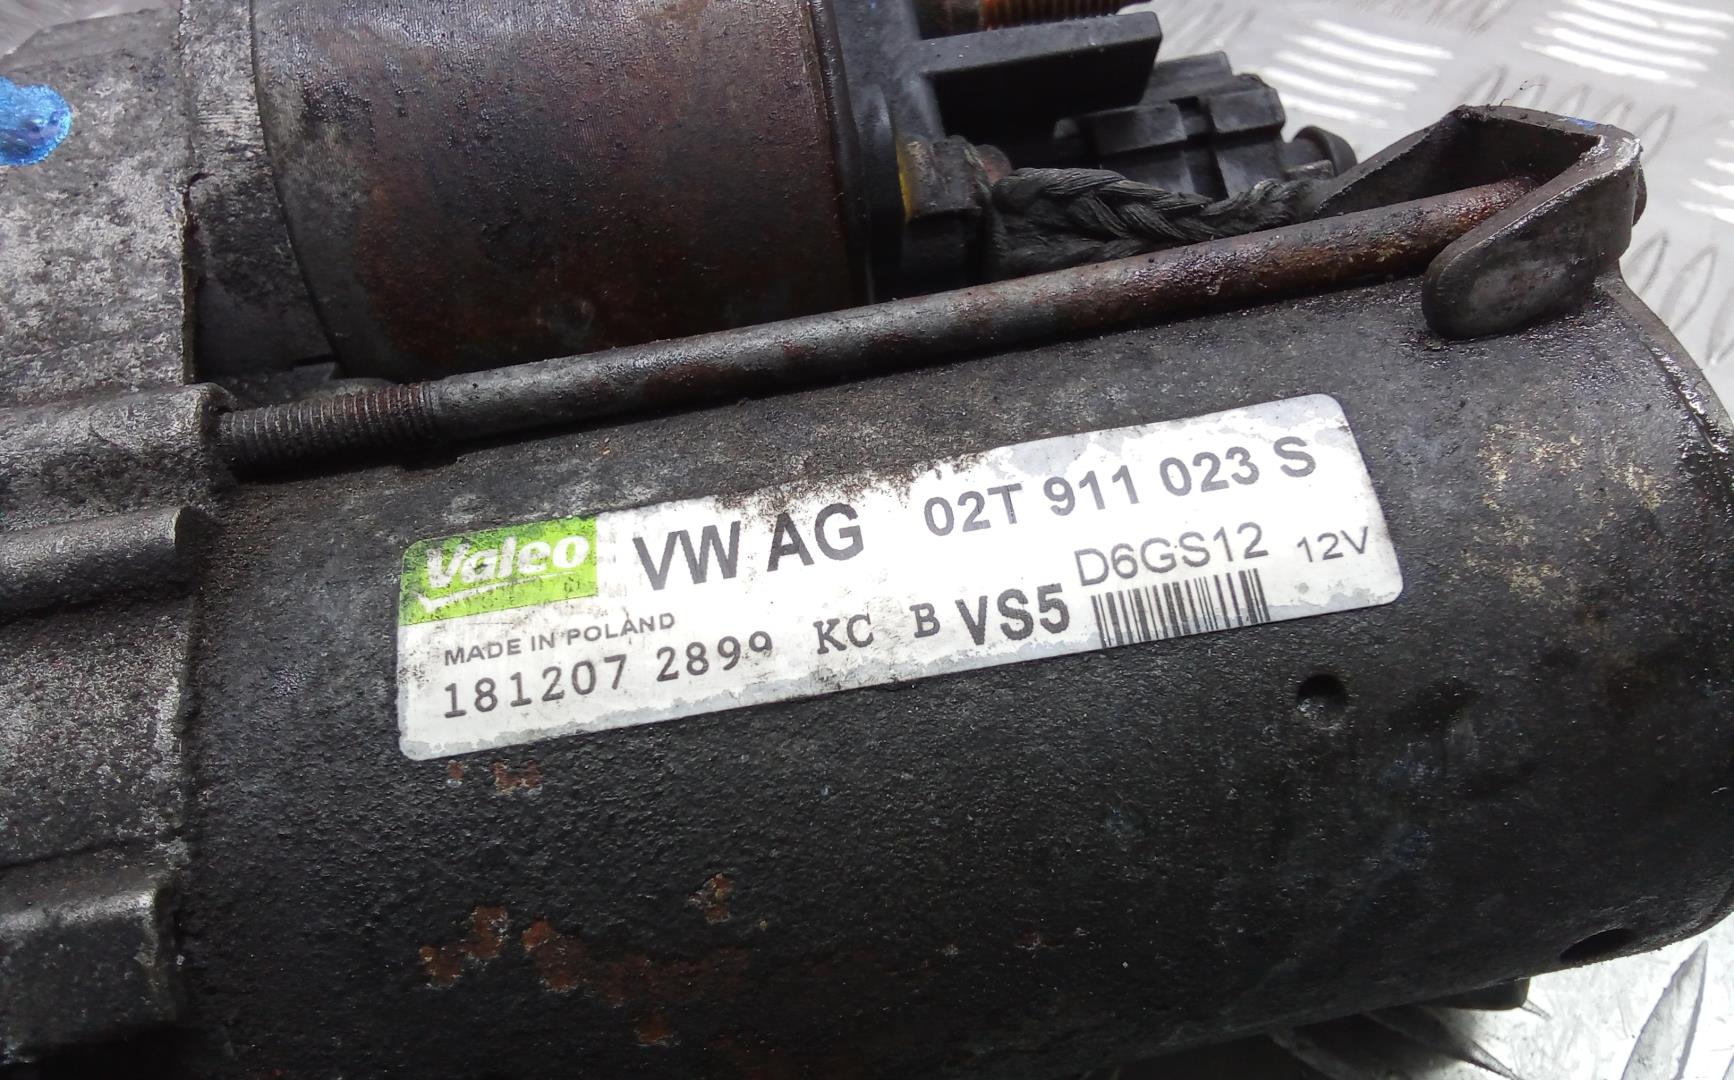 Valeo VW AG 02T 911 023 S
MADE IN POLAND D6GS12 12V
181207 2899 KC B VS5